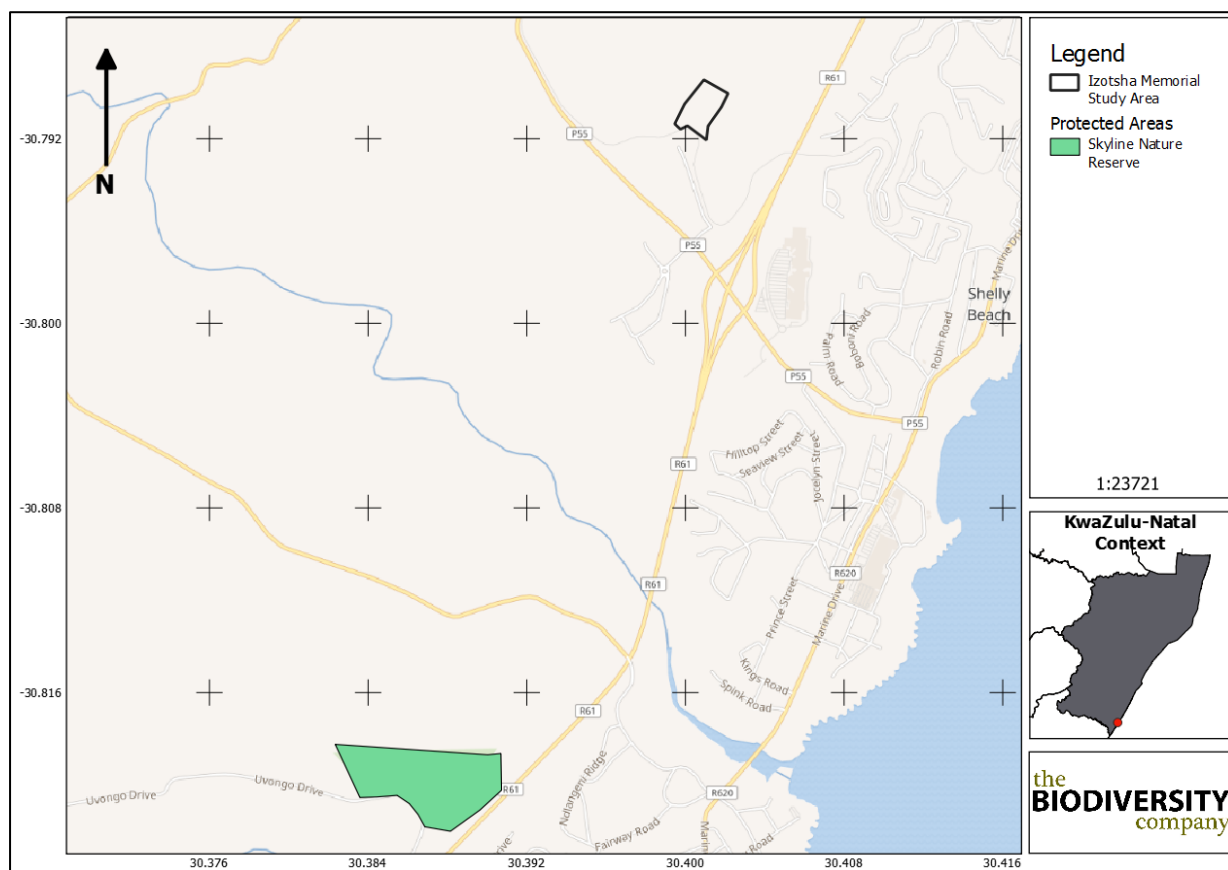 N
R61
P55
P55
Shelly
Beach
Marine Dri
Robin Road
Boboyi Road
Palm Road
P55
P55
Hilltop Street
Seaview Street
Jocelyn Street
R61
R61
R620
Prince Street
Marine Drive
Kings Road
Spink Road
R61
Uvongo Drive
Uvongo Drive
R61
Ndlangeni Ridge
R620
Fairway Road
Marin
Drive
-30.792
-30.800
-30.808
-30.816
30.376
30.384
30.392
30.400
30.408
30.416
Legend
Izotsha Memorial
Study Area
Protected Areas
Skyline Nature
Reserve
1:23721
KwaZulu-Natal
Context
the
BIODIVERSITY
company